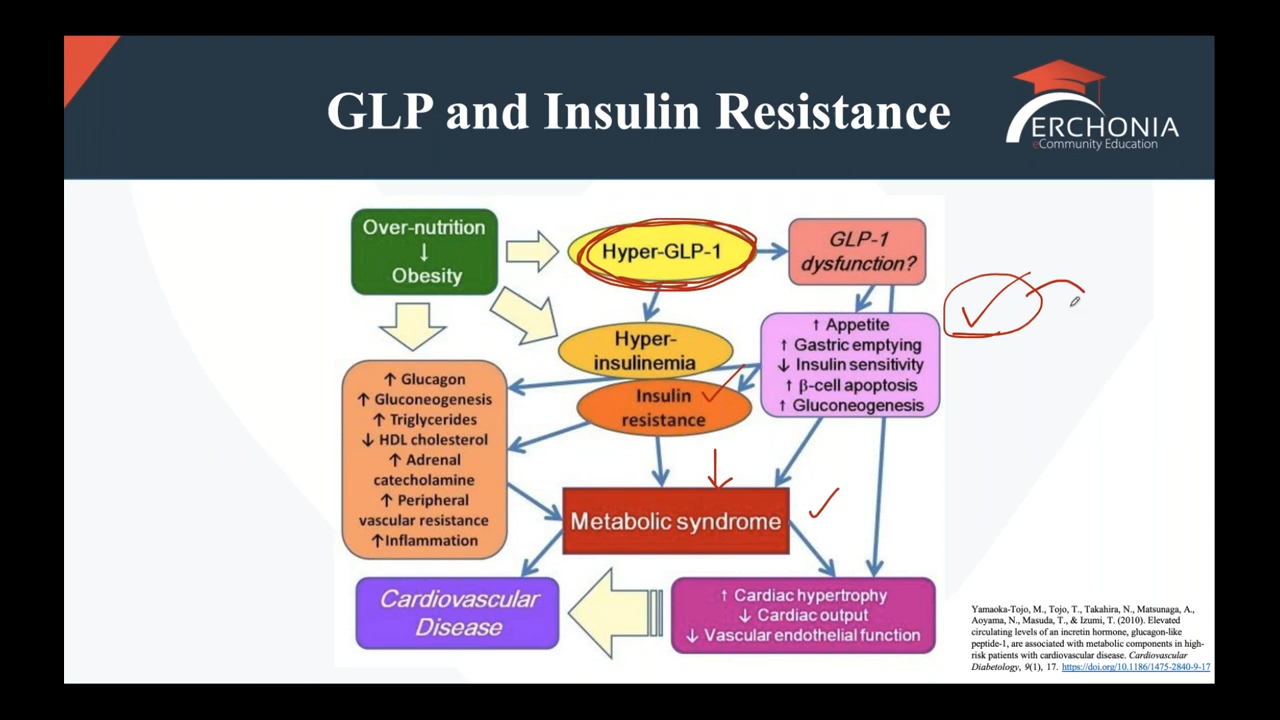 GLP and Insulin Resistance
ERCHONIA
eCommunity Education
Over-nutrition
↓
Obesity
Hyper-GLP-1
GLP-1
dysfunction?
Hyper-
insulinemia
Insulin
resistance
↑ Appetite
↑ Gastric emptying
↓ Insulin sensitivity
↑ β-cell apoptosis
↑ Gluconeogenesis
↑ Glucagon
↑ Gluconeogenesis
↑ Triglycerides
↓ HDL cholesterol
↑ Adrenal
catecholamine
↑ Peripheral
vascular resistance
↑Inflammation
Metabolic syndrome
Cardiovascular
Disease
↑ Cardiac hypertrophy
↓ Cardiac output
↓ Vascular endothelial function
Yamaoka-Tojo, M., Tojo, T., Takahira, N., Matsunaga, A.,
Aoyama, N., Masuda, T., & Izumi, T. (2010). Elevated
circulating levels of an incretin hormone, glucagon-like
peptide-1, are associated with metabolic components in high-
risk patients with cardiovascular disease. Cardiovascular
Diabetology, 9(1), 17. https://doi.org/10.1186/1475-2840-9-17